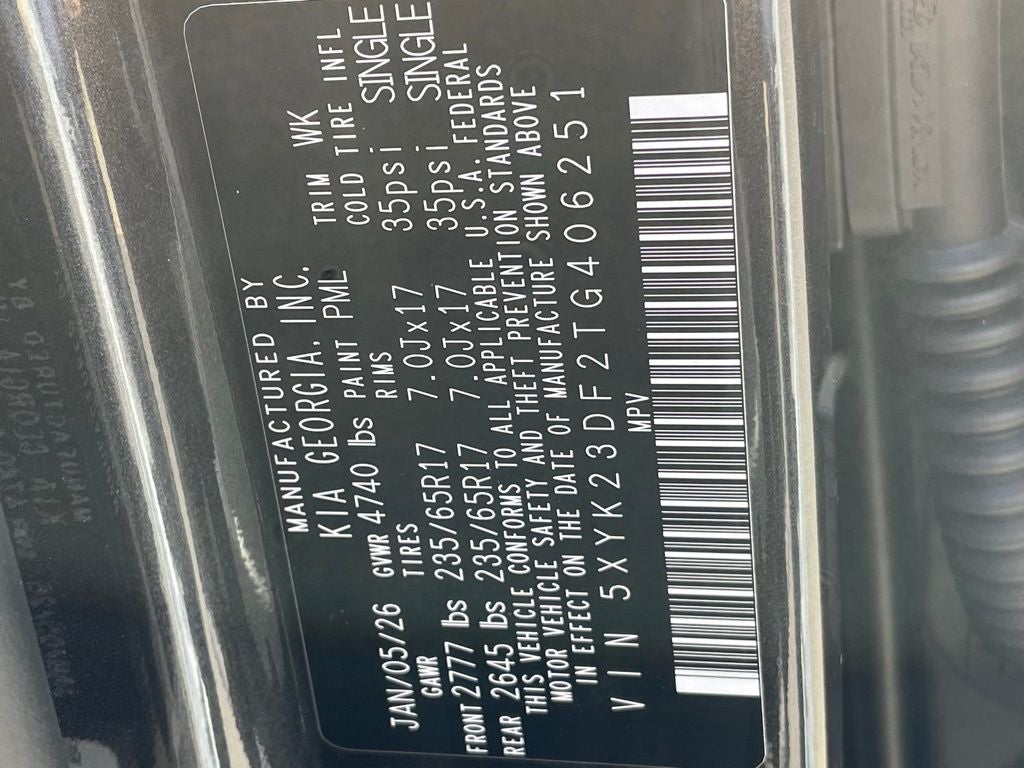 MANUFACTURED BY
KIA GEORGIA, INC.
TRIM WK
JAN/05/26 GWR 4740 lbs PAINT PML COLD TIRE INFL
GAWR TIRES RIMS
FRONT 2777 lbs 235/65R17 7.0Jx17 35psi SINGLE
REAR 2645 lbs 235/65R17 7.0Jx17 35psi SINGLE
THIS VEHICLE CONFORMS TO ALL APPLICABLE U.S.A. FEDERAL
MOTOR VEHICLE SAFETY AND THEFT PREVENTION STANDARDS
IN EFFECT ON THE DATE OF MANUFACTURE SHOWN ABOVE
VIN 5XYK23DF2TG406251
MPV